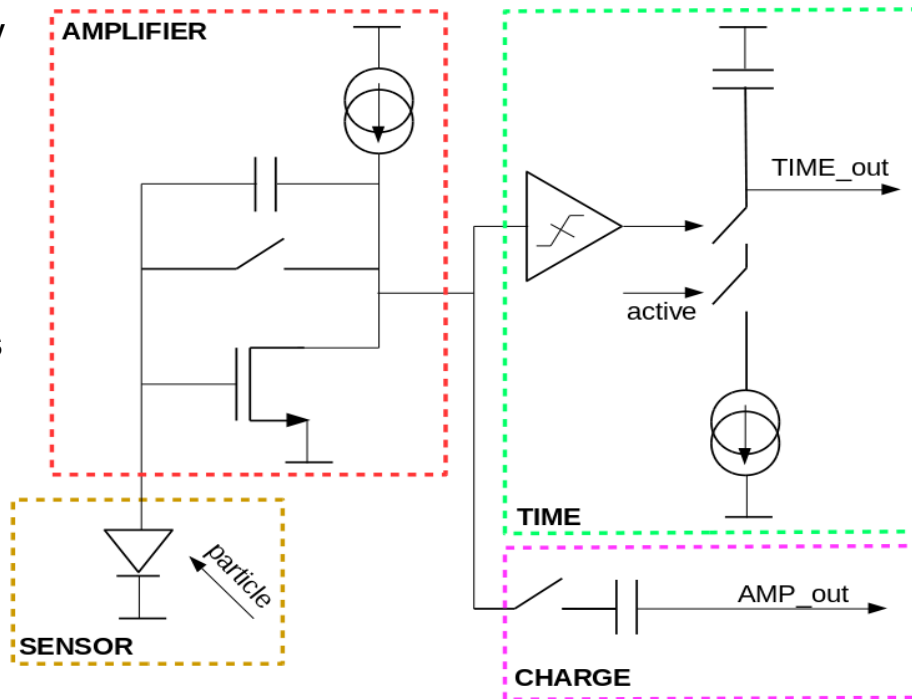 AMPLIFIER
TIME_out
active
TIME
particle
SENSOR
AMP_out
CHARGE